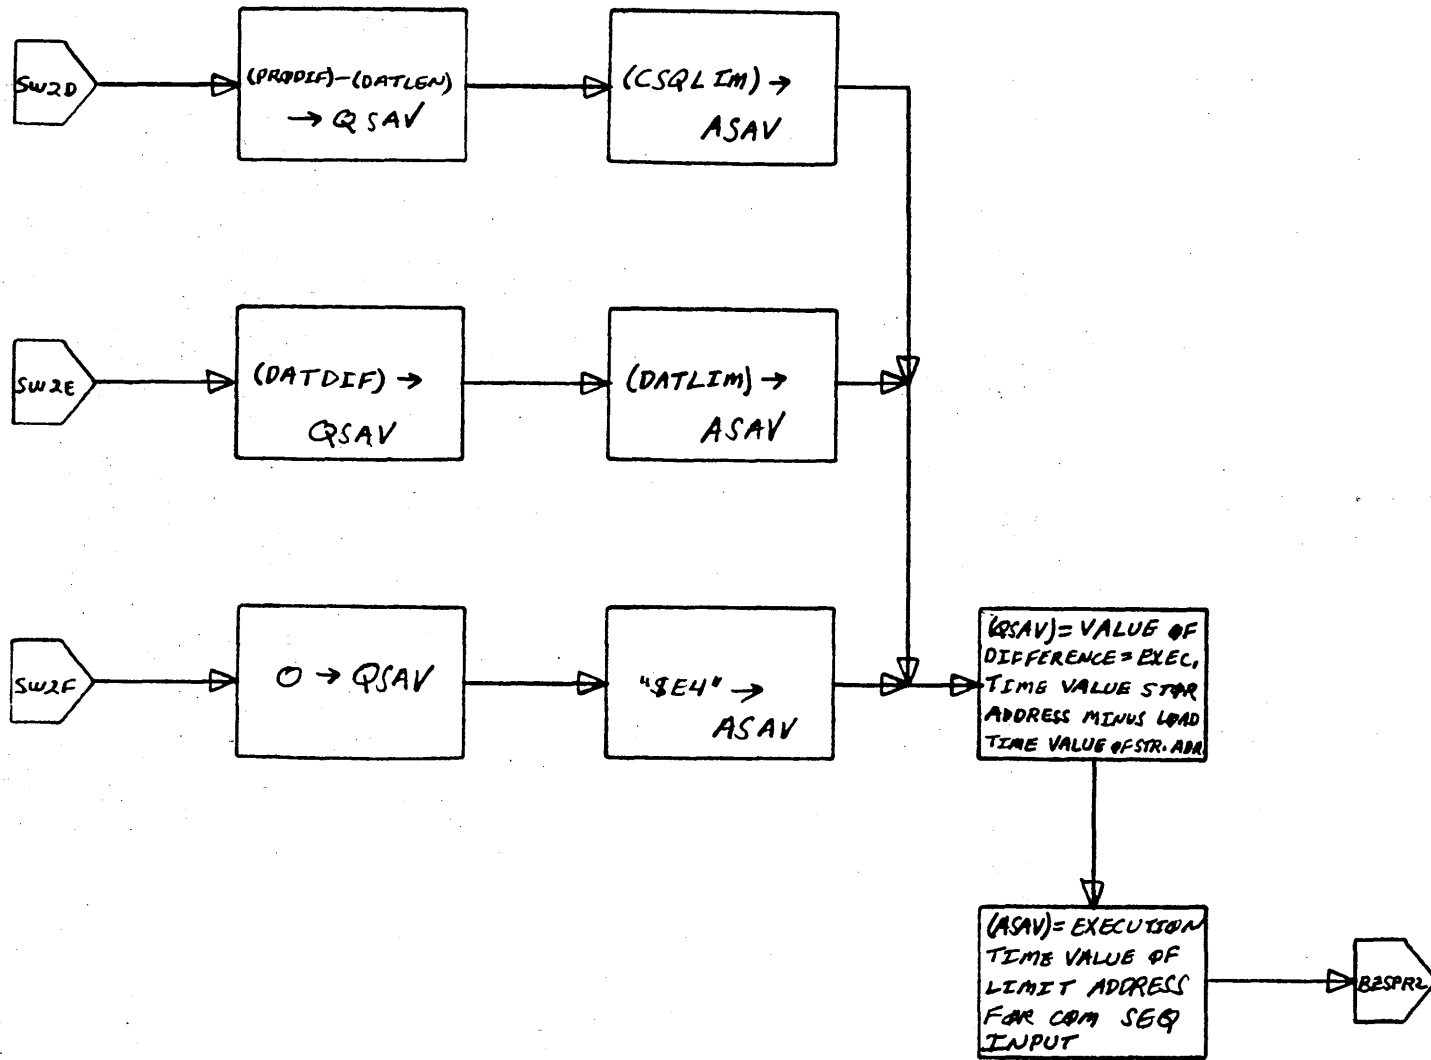 SW2D
(PRODIF)-(DATLEN)
→ QSAV
(CSQLIM) →
ASAV
SW2E
(DATDIF) →
QSAV
(DATLIM) →
ASAV
SW2F
0 → QSAV
"$E4" →
ASAV
(QSAV)= VALUE OF
DIFFERENCE = EXEC.
TIME VALUE STOR
ADDRESS MINUS LOAD
TIME VALUE OF STR. ADR.
(ASAV)= EXECUTION
TIME VALUE OF
LIMIT ADDRESS
FOR COM SEQ
INPUT
BZSPR2